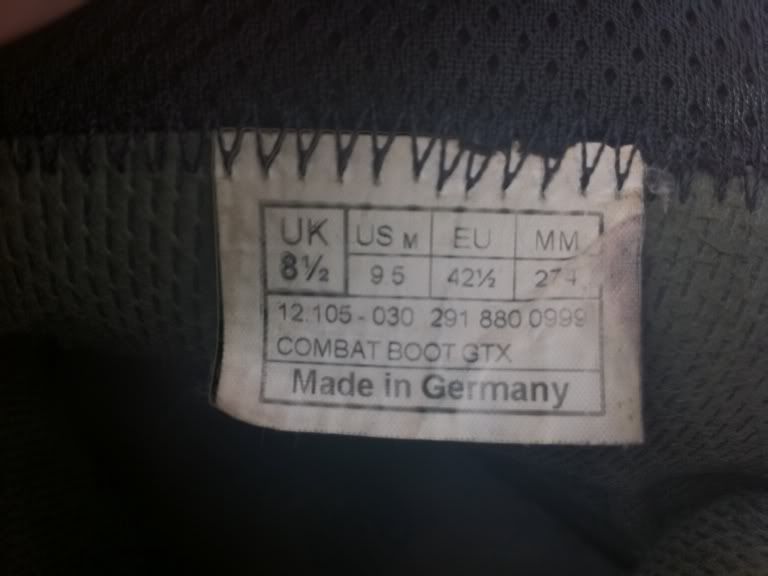 UK US M EU MM
8½ 9.5 42½ 274
12.105 - 030 291 880 0999
COMBAT BOOT GTX
Made in Germany